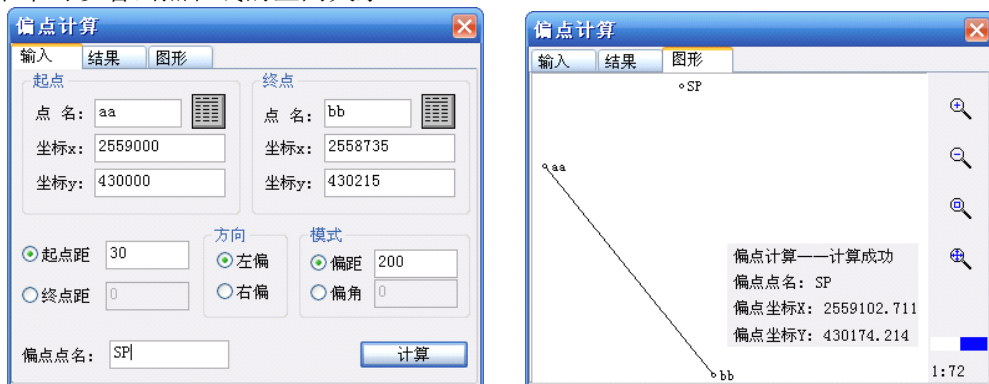 偏点计算
输入 结果 图形
起点
点 名: aa
坐标x: 2559000
坐标y: 430000
终点
点 名: bb
坐标x: 2558735
坐标y: 430215
起点距 30
终点距 0
方向
左偏
右偏
模式
偏距 200
偏角 0
偏点点名: SP
计算
偏点计算
输入 结果 图形
SP
aa
偏点计算——计算成功
偏点点名: SP
偏点坐标X: 2559102.711
偏点坐标Y: 430174.214
bb
1:72